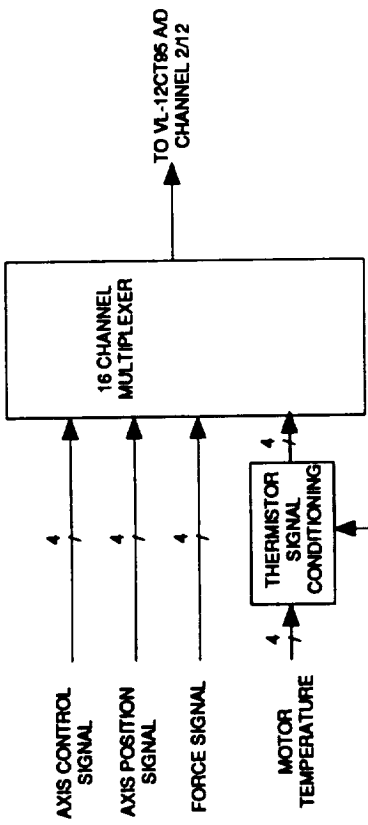 AXIS CONTROL
SIGNAL
4
AXIS POSITION
SIGNAL
4
FORCE SIGNAL
4
MOTOR
TEMPERATURE
4
THERMISTOR
SIGNAL
CONDITIONING
4
16 CHANNEL
MULTIPLEXER
TO VL-12CT95 A/D
CHANNEL 2/12